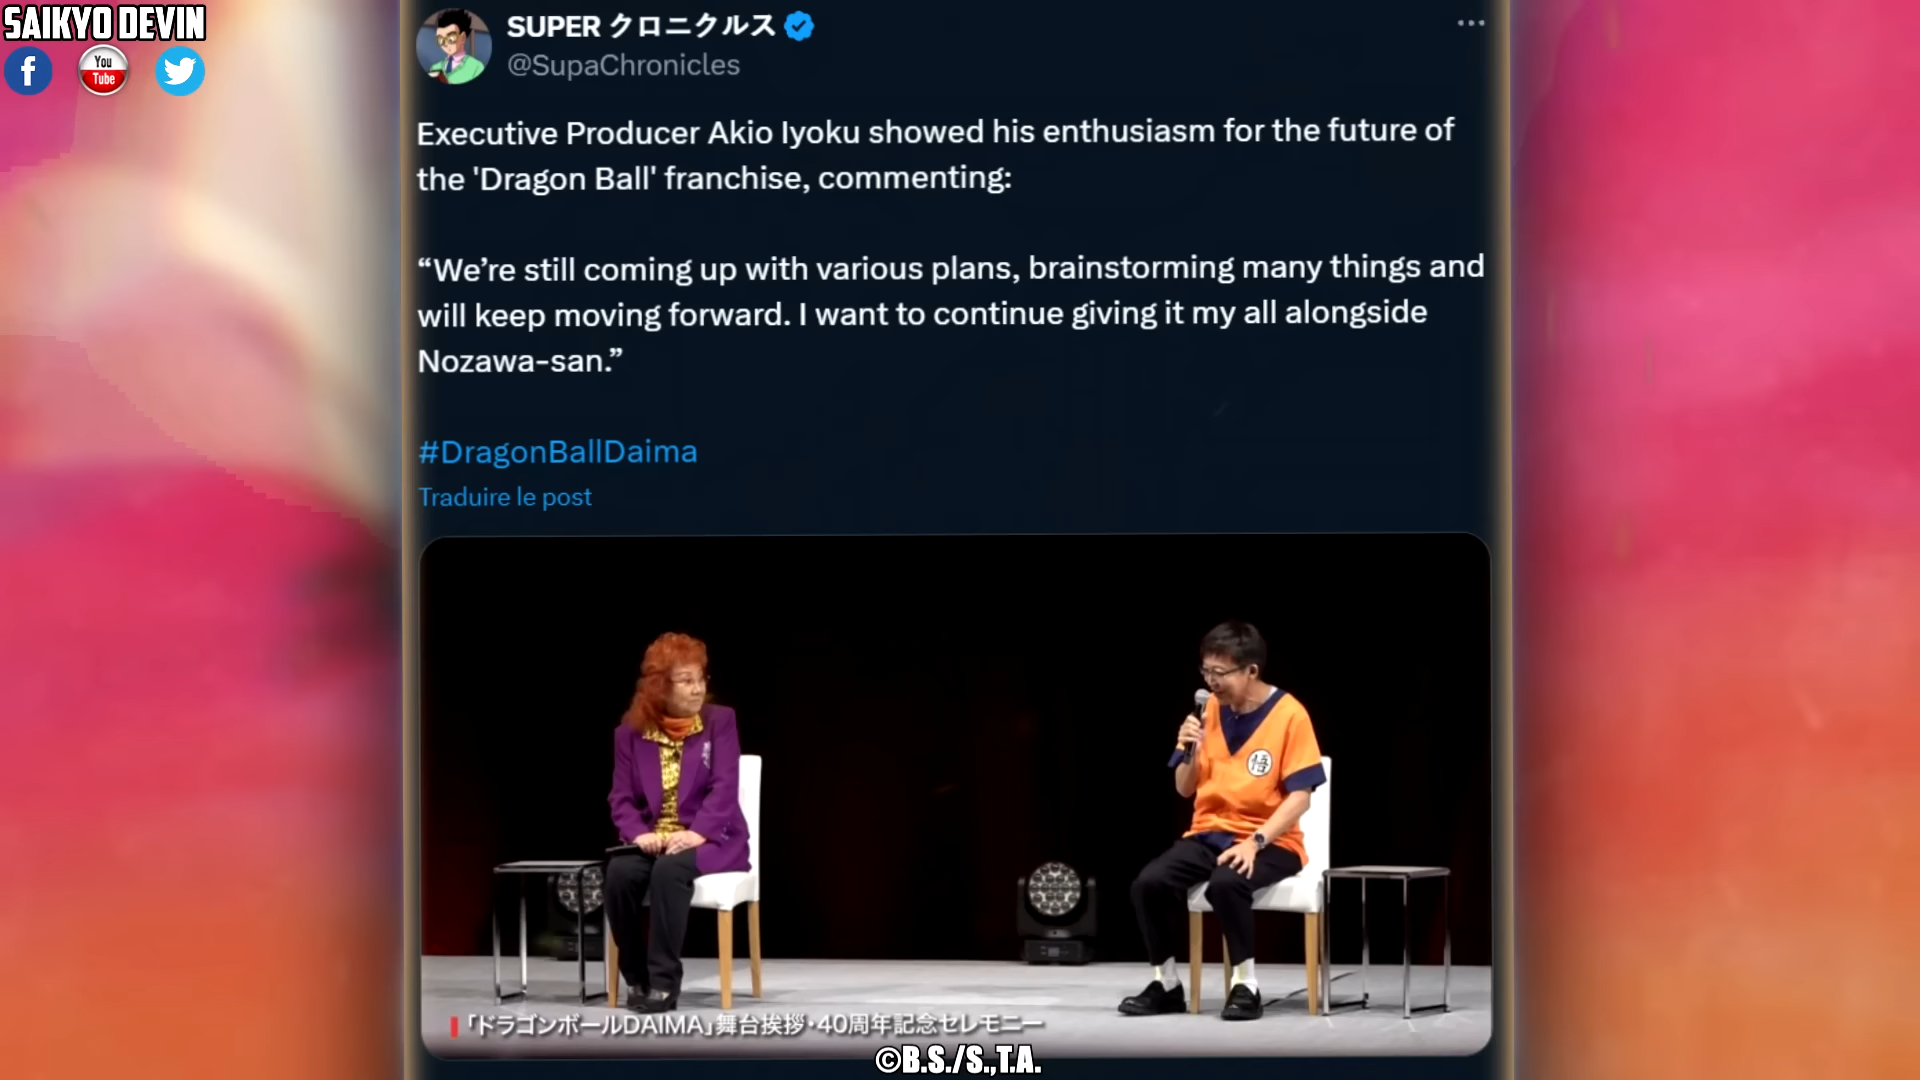 SAIKYO DEVIN
f
You
Tube
SUPER クロニクルス
@SupaChronicles
Executive Producer Akio Iyoku showed his enthusiasm for the future of
the 'Dragon Ball' franchise, commenting:
“We’re still coming up with various plans, brainstorming many things and
will keep moving forward. I want to continue giving it my all alongside
Nozawa-san.”
#DragonBallDaima
Traduire le post
悟
「ドラゴンボールDAIMA」舞台挨拶・40周年記念セレモニー
©B.S./S.,T.A.